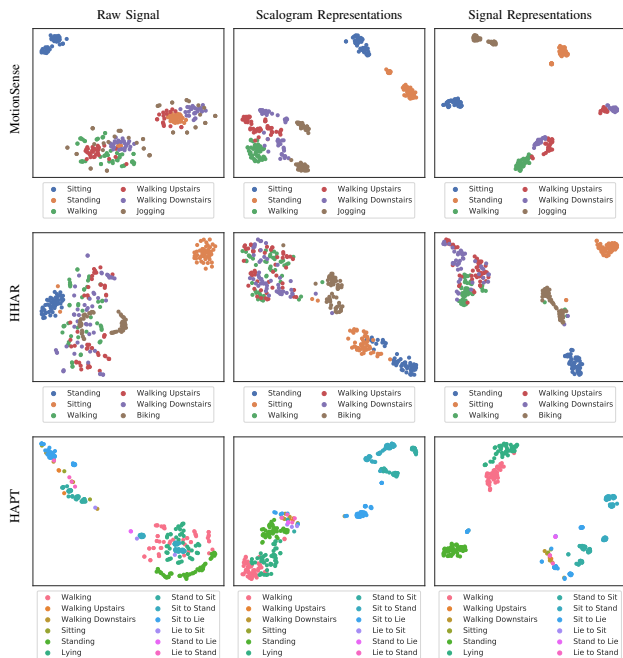 Raw Signal Scalogram Representations Signal Representations
MotionSense
Sitting Walking Upstairs Sitting Walking Upstairs Sitting Walking Upstairs
Standing Walking Downstairs Standing Walking Downstairs Standing Walking Downstairs
Walking Jogging Walking Jogging Walking Jogging
HHAR
Standing Walking Upstairs Standing Walking Upstairs Standing Walking Upstairs
Sitting Walking Downstairs Sitting Walking Downstairs Sitting Walking Downstairs
Walking Biking Walking Biking Walking Biking
HAPT
Walking Stand to Sit Walking Stand to Sit Walking Stand to Sit
Walking Upstairs Sit to Stand Walking Upstairs Sit to Stand Walking Upstairs Sit to Stand
Walking Downstairs Sit to Lie Walking Downstairs Sit to Lie Walking Downstairs Sit to Lie
Sitting Lie to Sit Sitting Lie to Sit Sitting Lie to Sit
Standing Stand to Lie Standing Stand to Lie Standing Stand to Lie
Lying Lie to Stand Lying Lie to Stand Lying Lie to Stand